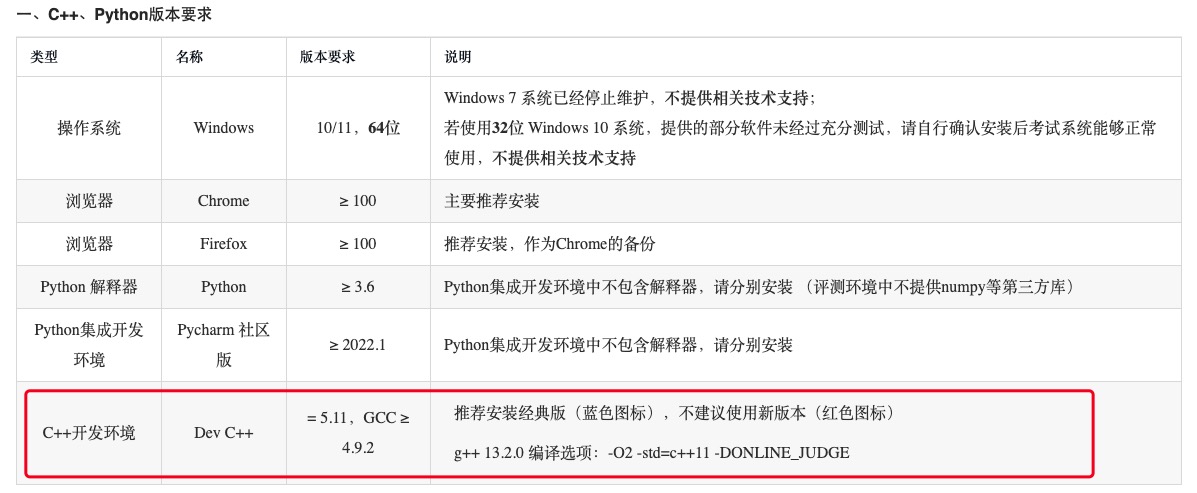 一、C++、Python版本要求
类型 名称 版本要求 说明
操作系统 Windows 10/11，64位 Windows 7 系统已经停止维护，不提供相关技术支持；
若使用32位 Windows 10 系统，提供的部分软件未经过充分测试，请自行确认安装后考试系统能够正常
使用，不提供相关技术支持
浏览器 Chrome ≥ 100 主要推荐安装
浏览器 Firefox ≥ 100 推荐安装，作为Chrome的备份
Python 解释器 Python ≥ 3.6 Python集成开发环境中不包含解释器，请分别安装 （评测环境中不提供numpy等第三方库）
Python集成开发
环境
Pycharm 社区
版
≥ 2022.1 Python集成开发环境中不包含解释器，请分别安装
C++开发环境 Dev C++
= 5.11，GCC ≥
4.9.2
推荐安装经典版（蓝色图标），不建议使用新版本（红色图标）
g++ 13.2.0 编译选项：-O2 -std=c++11 -DONLINE_JUDGE